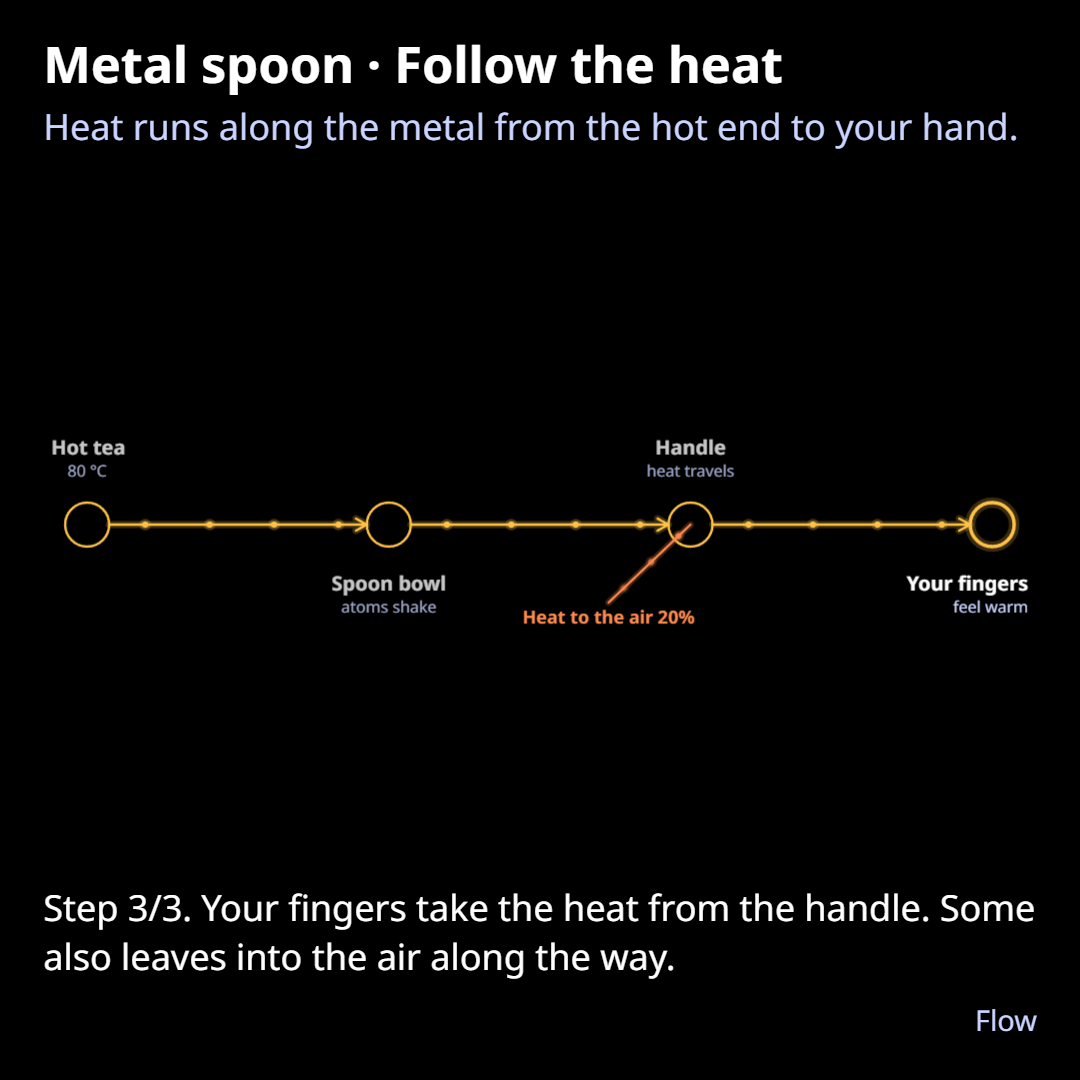 Metal spoon · Follow the heat
Heat runs along the metal from the hot end to your hand.
Hot tea
80 °C
Handle
heat travels
Spoon bowl
atoms shake
Your fingers
feel warm
Heat to the air 20%
Step 3/3. Your fingers take the heat from the handle. Some
also leaves into the air along the way.
Flow